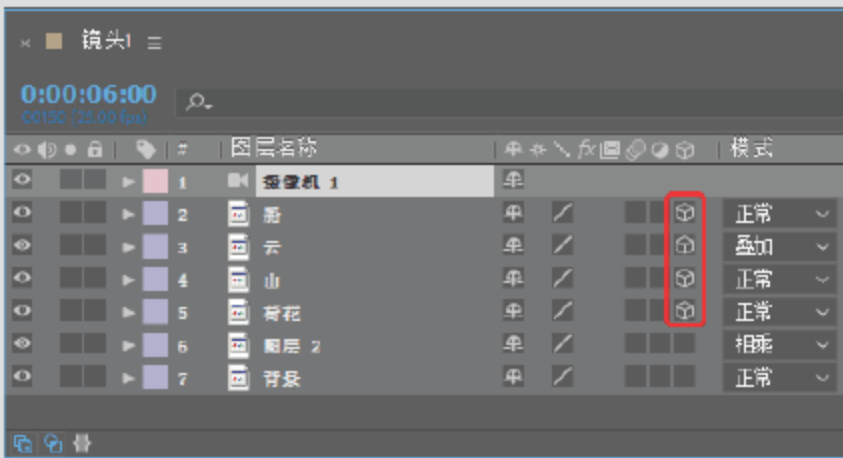 镜头1
0:00:06:00
00150 (25.00 fps)
# 图层名称 fx 模式
1 摄像机 1
2 船 正常
3 云 叠加
4 山 正常
5 荷花 正常
6 图层 2 相乘
7 背景 正常